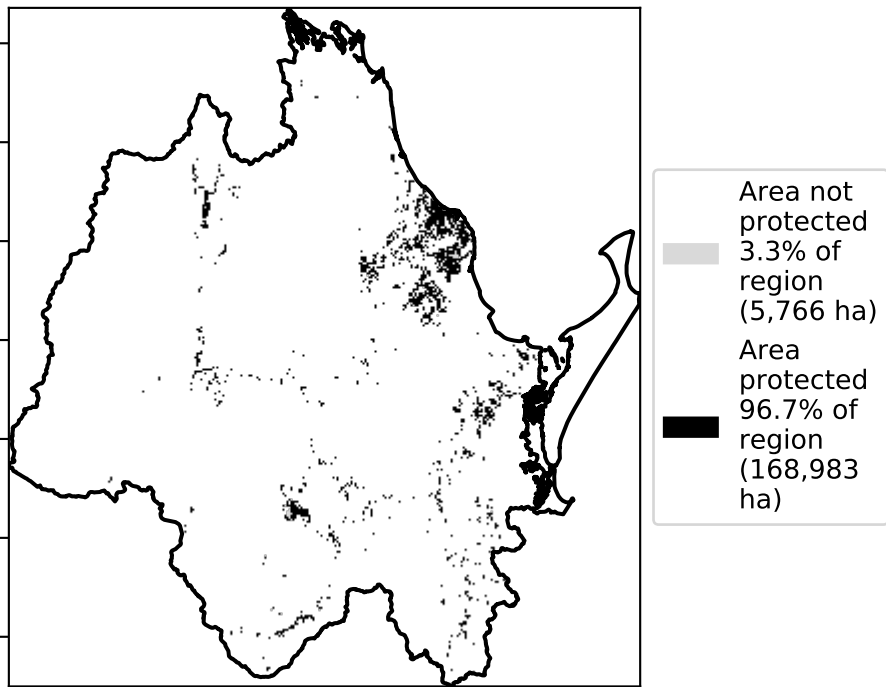 Area not
protected
3.3% of
region
(5,766 ha)
Area
protected
96.7% of
region
(168,983
ha)